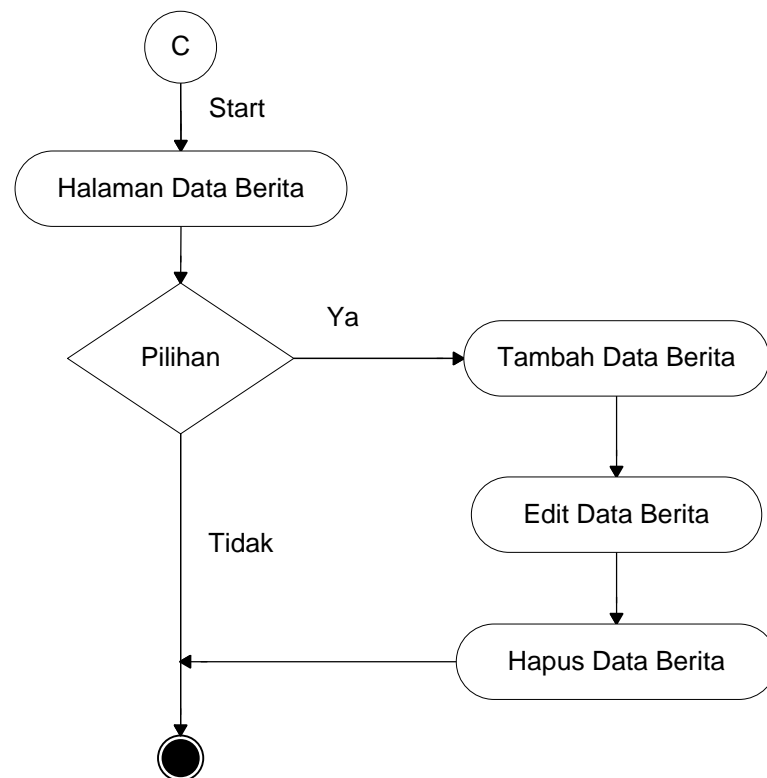 C
Start
Halaman Data Berita
Ya
Pilihan
Tambah Data Berita
Edit Data Berita
Tidak
Hapus Data Berita